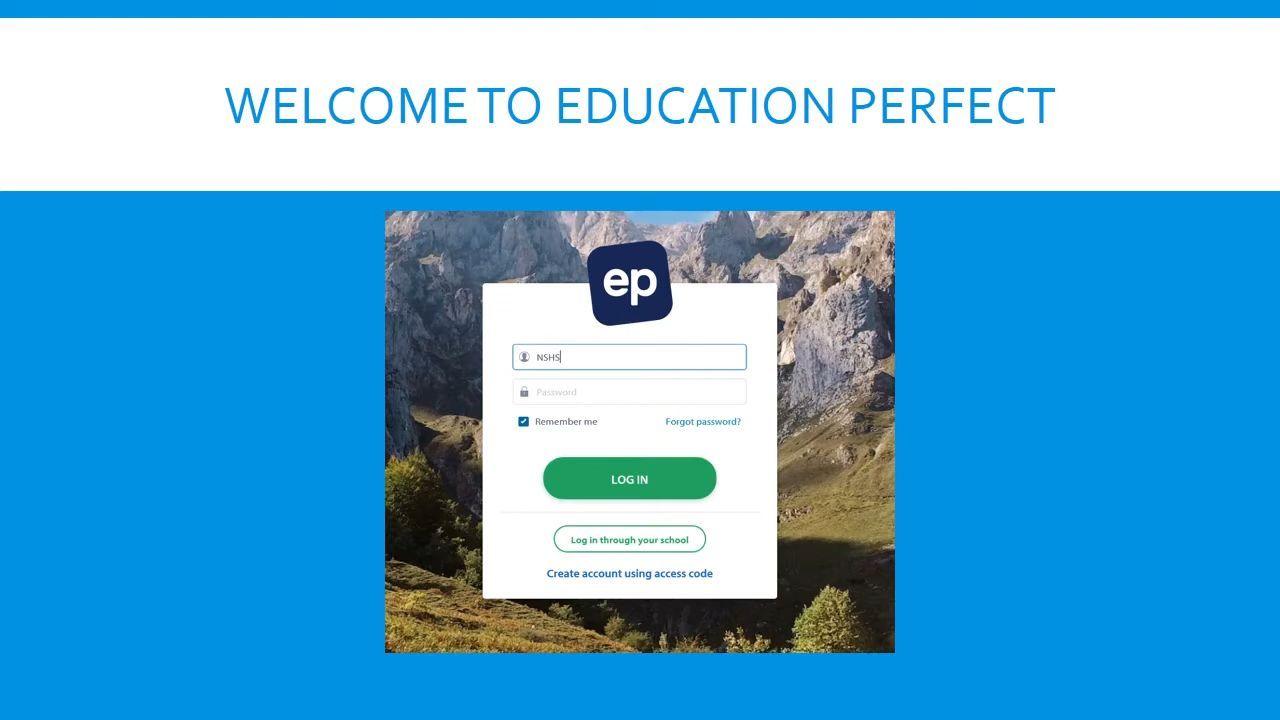 WELCOME TO EDUCATION PERFECT
ep
NSHS
Password
Remember me
Forgot password?
LOG IN
Log in through your school
Create account using access code